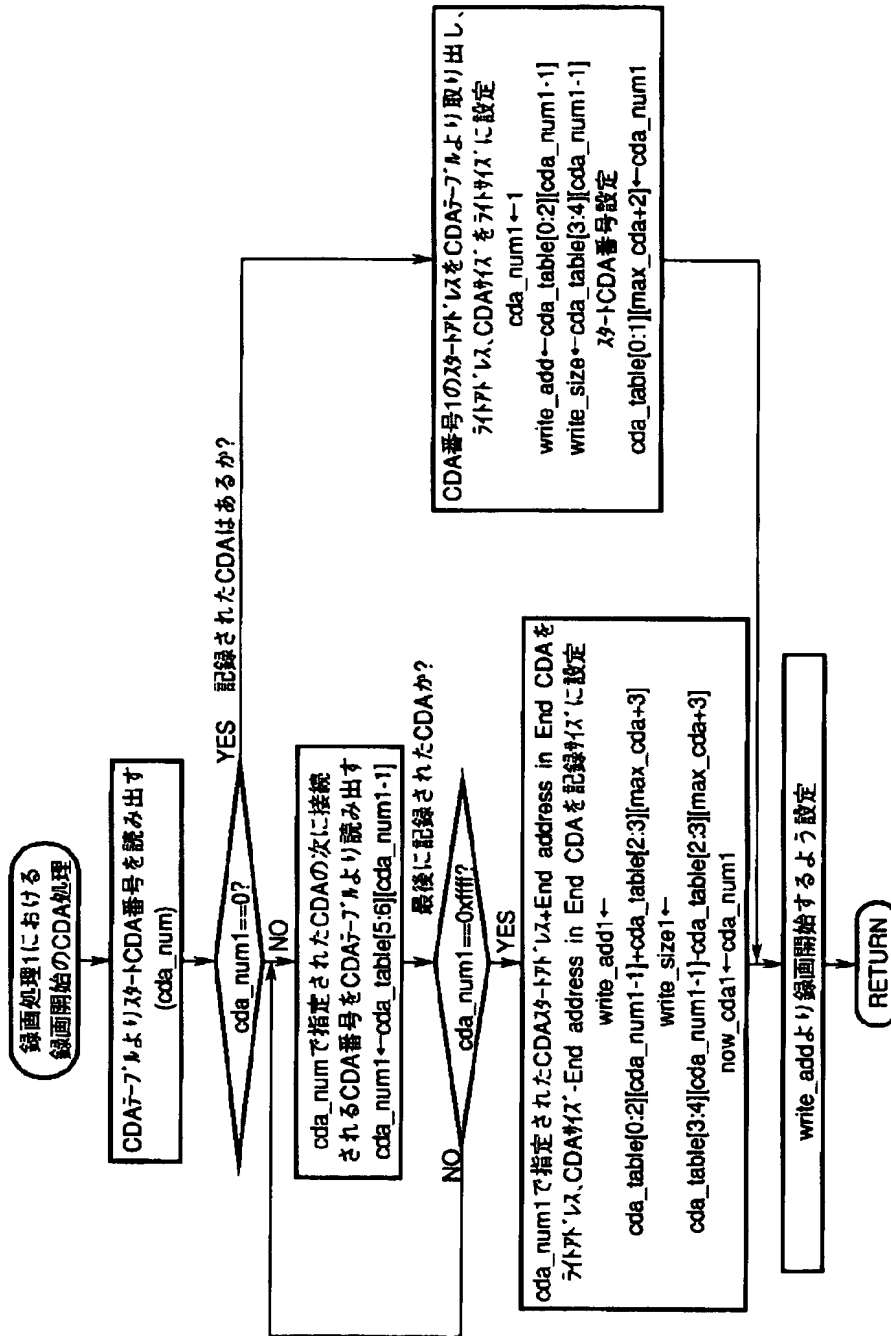 録画処理1における
録画開始のCDA処理
CDAテーブルよりスタートCDA番号を読み出す
(cda_num)
cda_num1==0?
YES
記録されたCDAはあるか?
NO
cda_numで指定されたCDAの次に接続
されるCDA番号をCDAテーブルより読み出す
cda_num1←cda_table[5:6][cda_num1-1]
最後に記録されたCDAか?
cda_num1==0xffff?
NO
YES
cda_num1で指定されたCDAスタートアドレス+End address in End CDAを
ライトアドレス、CDAサイズ-End address in End CDAを記録サイズに設定
write_add1←
cda_table[0:2][cda_num1-1]+cda_table[2:3][max_cda+3]
write_size1←
cda_table[3:4][cda_num1-1]-cda_table[2:3][max_cda+3]
now_cda1←cda_num1
CDA番号1のスタートアドレスをCDAテーブルより取り出し、
ライトアドレス、CDAサイズをライトサイズに設定
cda_num1←1
write_add←cda_table[0:2][cda_num1-1]
write_size←cda_table[3:4][cda_num1-1]
スタートCDA番号設定
cda_table[0:1][max_cda+2]←cda_num1
write_addより録画開始するよう設定
RETURN